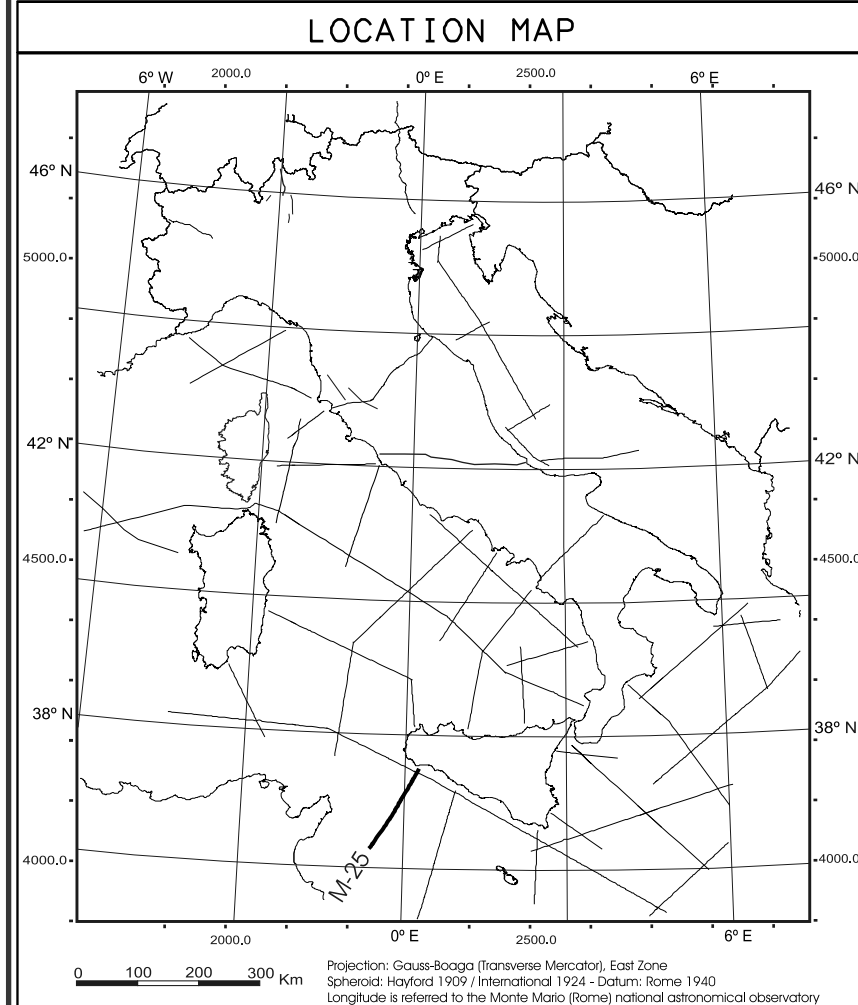 LOCATION MAP
6° W 2000.0 0° E 2500.0 6° E
46° N 46° N
5000.0 5000.0
42° N 42° N
4500.0 4500.0
38° N 38° N
M-25
4000.0 4000.0
2000.0 0° E 2500.0 6° E
0 100 200 300 Km
Projection: Gauss-Boaga (Transverse Mercator), East Zone
Spheroid: Hayford 1909 / International 1924 - Datum: Rome 1940
Longitude is referred to the Monte Mario (Rome) national astronomical observatory